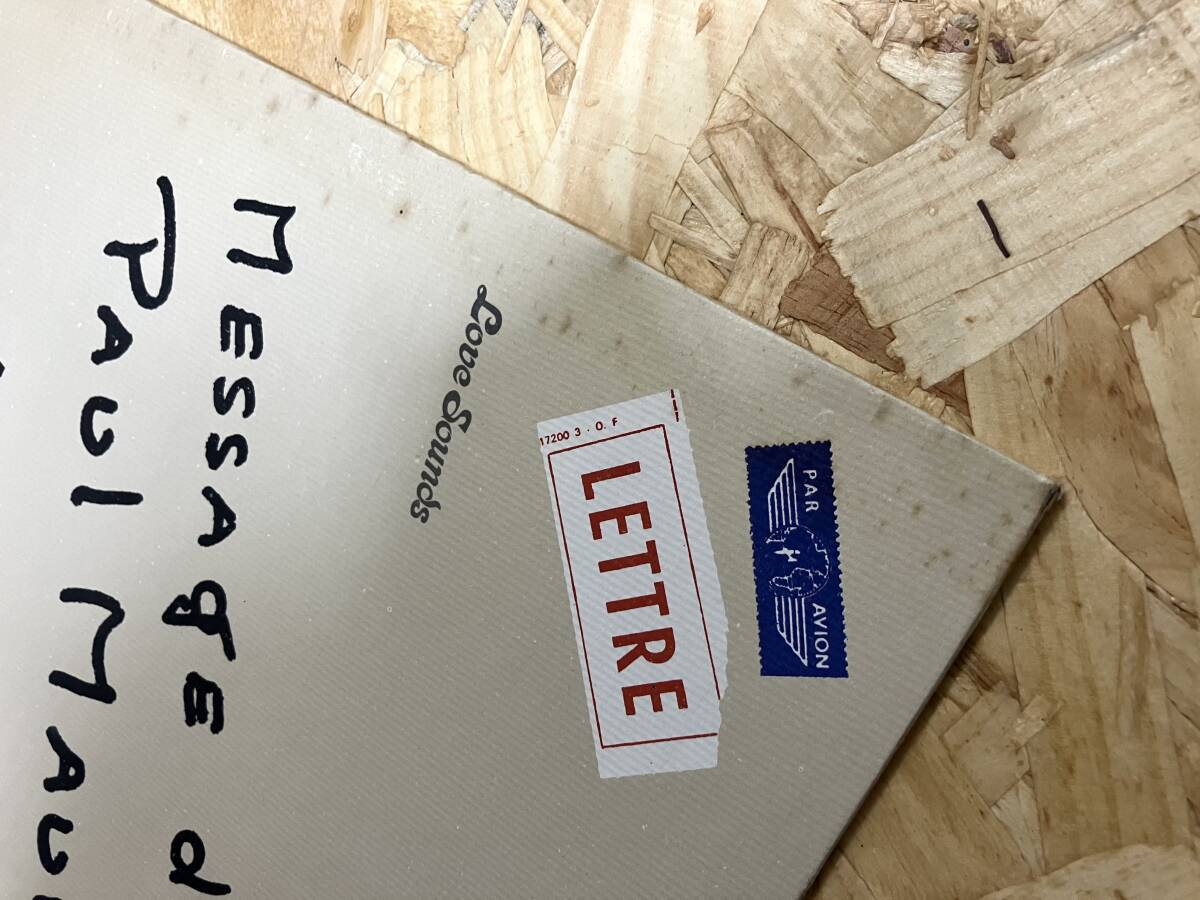 PAR AVION
17200 3 - O. F
LETTRE
Love Sounds
MESSAgE d
PAUl MAU